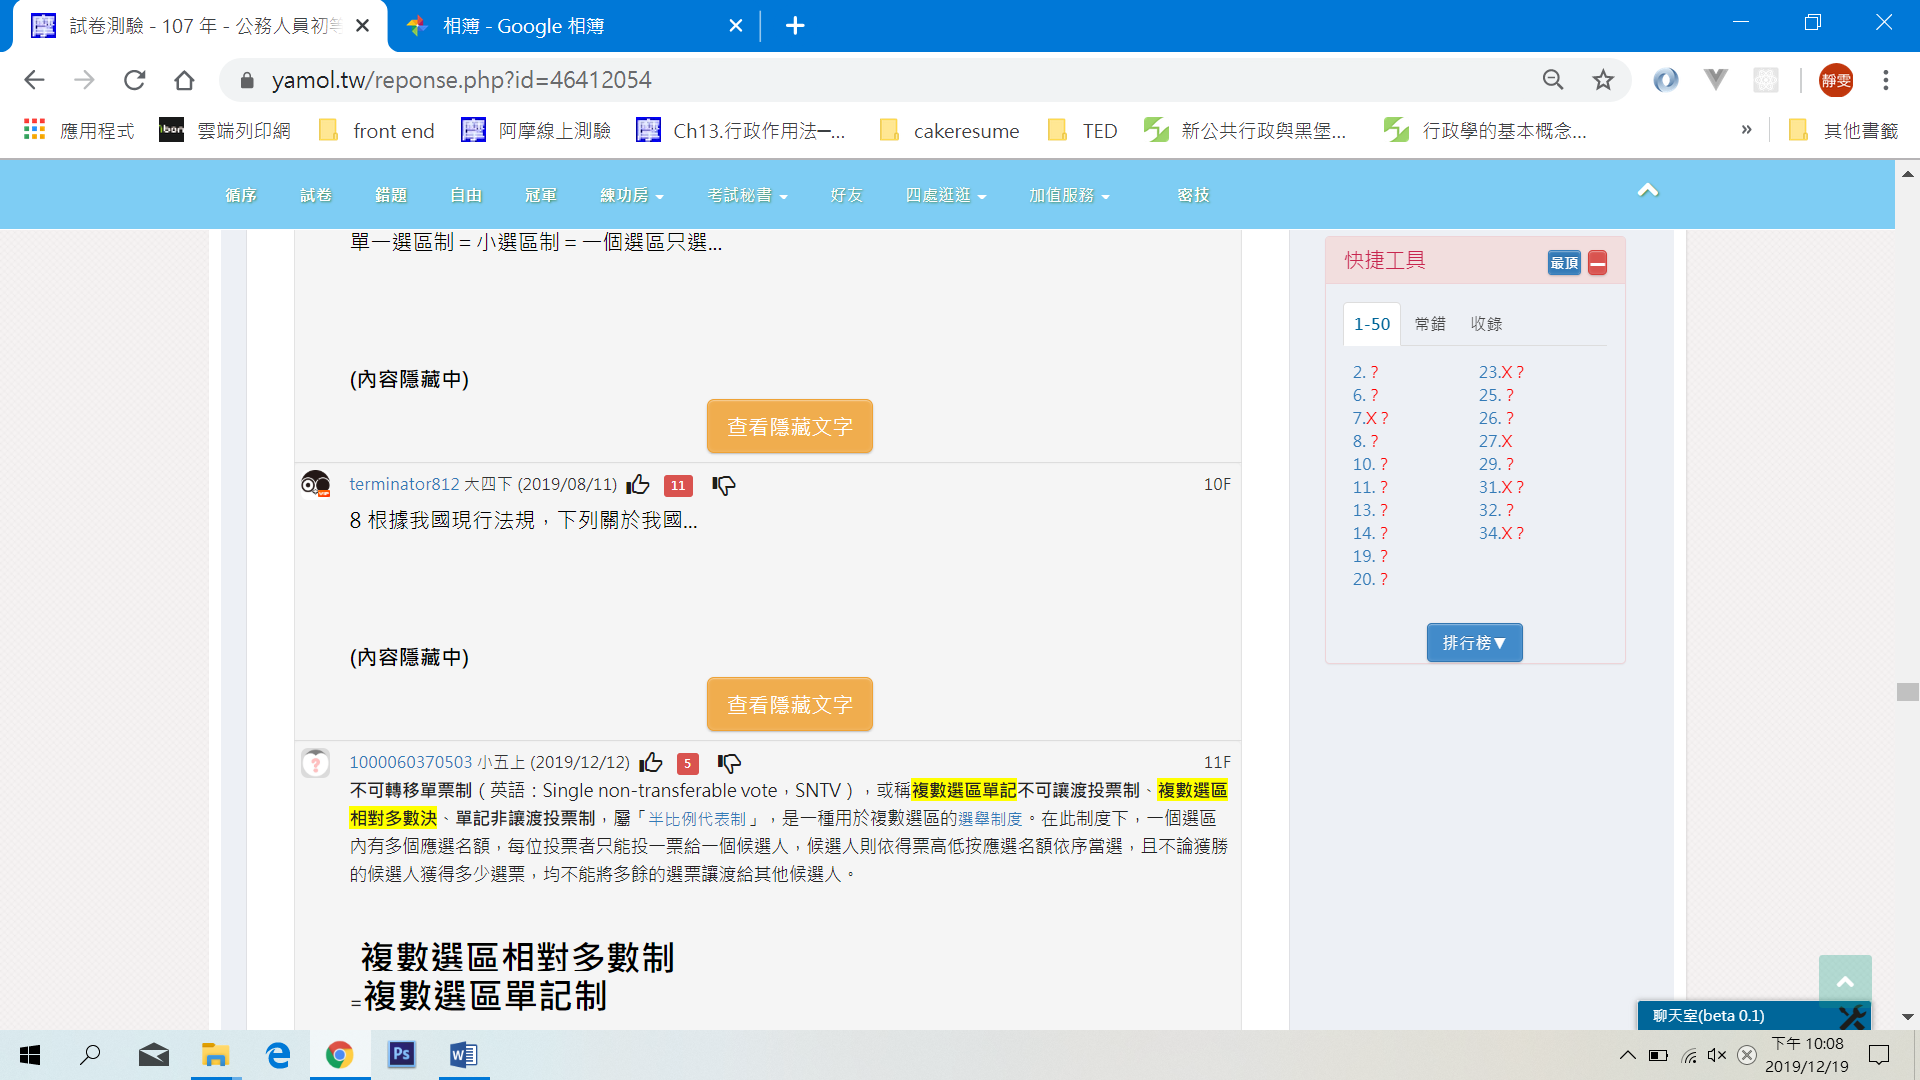 試卷測驗 - 107 年 - 公務人員初等
相簿 - Google 相簿
yamol.tw/reponse.php?id=46412054
靜雯
應用程式
ibon
雲端列印網
front end
摩
阿摩線上測驗
摩
Ch13.行政作用法─...
cakeresume
TED
新公共行政與黑堡...
行政學的基本概念...
»
其他書籤
循序
試卷
錯題
自由
冠軍
練功房
考試秘書
好友
四處逛逛
加值服務
密技
單一選區制 = 小選區制 = 一個選區只選...
(內容隱藏中)
查看隱藏文字
terminator812 大四下 (2019/08/11)
11
10F
8 根據我國現行法規，下列關於我國...
(內容隱藏中)
查看隱藏文字
1000060370503 小五上 (2019/12/12)
5
11F
不可轉移單票制（英語：Single non-transferable vote，SNTV），或稱複數選區單記不可讓渡投票制、複數選區
相對多數決、單記非讓渡投票制，屬「半比例代表制」，是一種用於複數選區的選舉制度。在此制度下，一個選區
內有多個應選名額，每位投票者只能投一票給一個候選人，候選人則依得票高低按應選名額依序當選，且不論獲勝
的候選人獲得多少選票，均不能將多餘的選票讓渡給其他候選人。
複數選區相對多數制
=複數選區單記制
快捷工具
最頂
1-50
常錯
收錄
2. ?
6. ?
7.X ?
8. ?
10. ?
11. ?
13. ?
14. ?
19. ?
20. ?
23.X ?
25. ?
26. ?
27.X
29. ?
31.X ?
32. ?
34.X ?
排行榜▼
聊天室(beta 0.1)
Ps
下午 10:08
2019/12/19